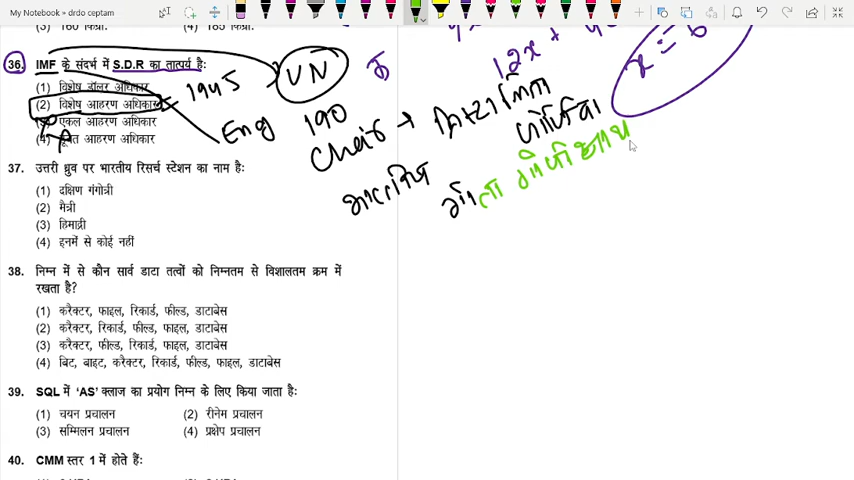 My Notebook » drdo ceptam
(3) 160 किग्रा. (4) 185 किग्रा.
36. IMF के संदर्भ में S.D.R का तात्पर्य है:
(1) विशेष डॉलर अधिकार
(2) विशेष आहरण अधिकार
एकल आहरण अधिकार
आहरण अधिकार
1945
UN
12x +
x = 6
Eng 190
Chair → क्रिस्टालिना
जॉर्जिवा
भारतीय
गीता गोपीनाथ
37. उत्तरी ध्रुव पर भारतीय रिसर्च स्टेशन का नाम है:
(1) दक्षिण गंगोत्री
(2) मैत्री
(3) हिमाद्री
(4) इनमें से कोई नहीं
38. निम्न में से कौन सार्व डाटा तत्वों को निम्नतम से विशालतम क्रम में
रखता है?
(1) करैक्टर, फाइल, रिकार्ड, फील्ड, डाटाबेस
(2) करैक्टर, रिकार्ड, फील्ड, फाइल, डाटाबेस
(3) करैक्टर, फील्ड, रिकार्ड, फाइल, डाटाबेस
(4) बिट, बाइट, करैक्टर, रिकार्ड, फील्ड, फाइल, डाटाबेस
39. SQL में ‘AS’ क्लाज का प्रयोग निम्न के लिए किया जाता है:
(1) चयन प्रचालन (2) रीनेम प्रचालन
(3) सम्मिलन प्रचालन (4) प्रक्षेप प्रचालन
40. CMM स्तर 1 में होते हैं: